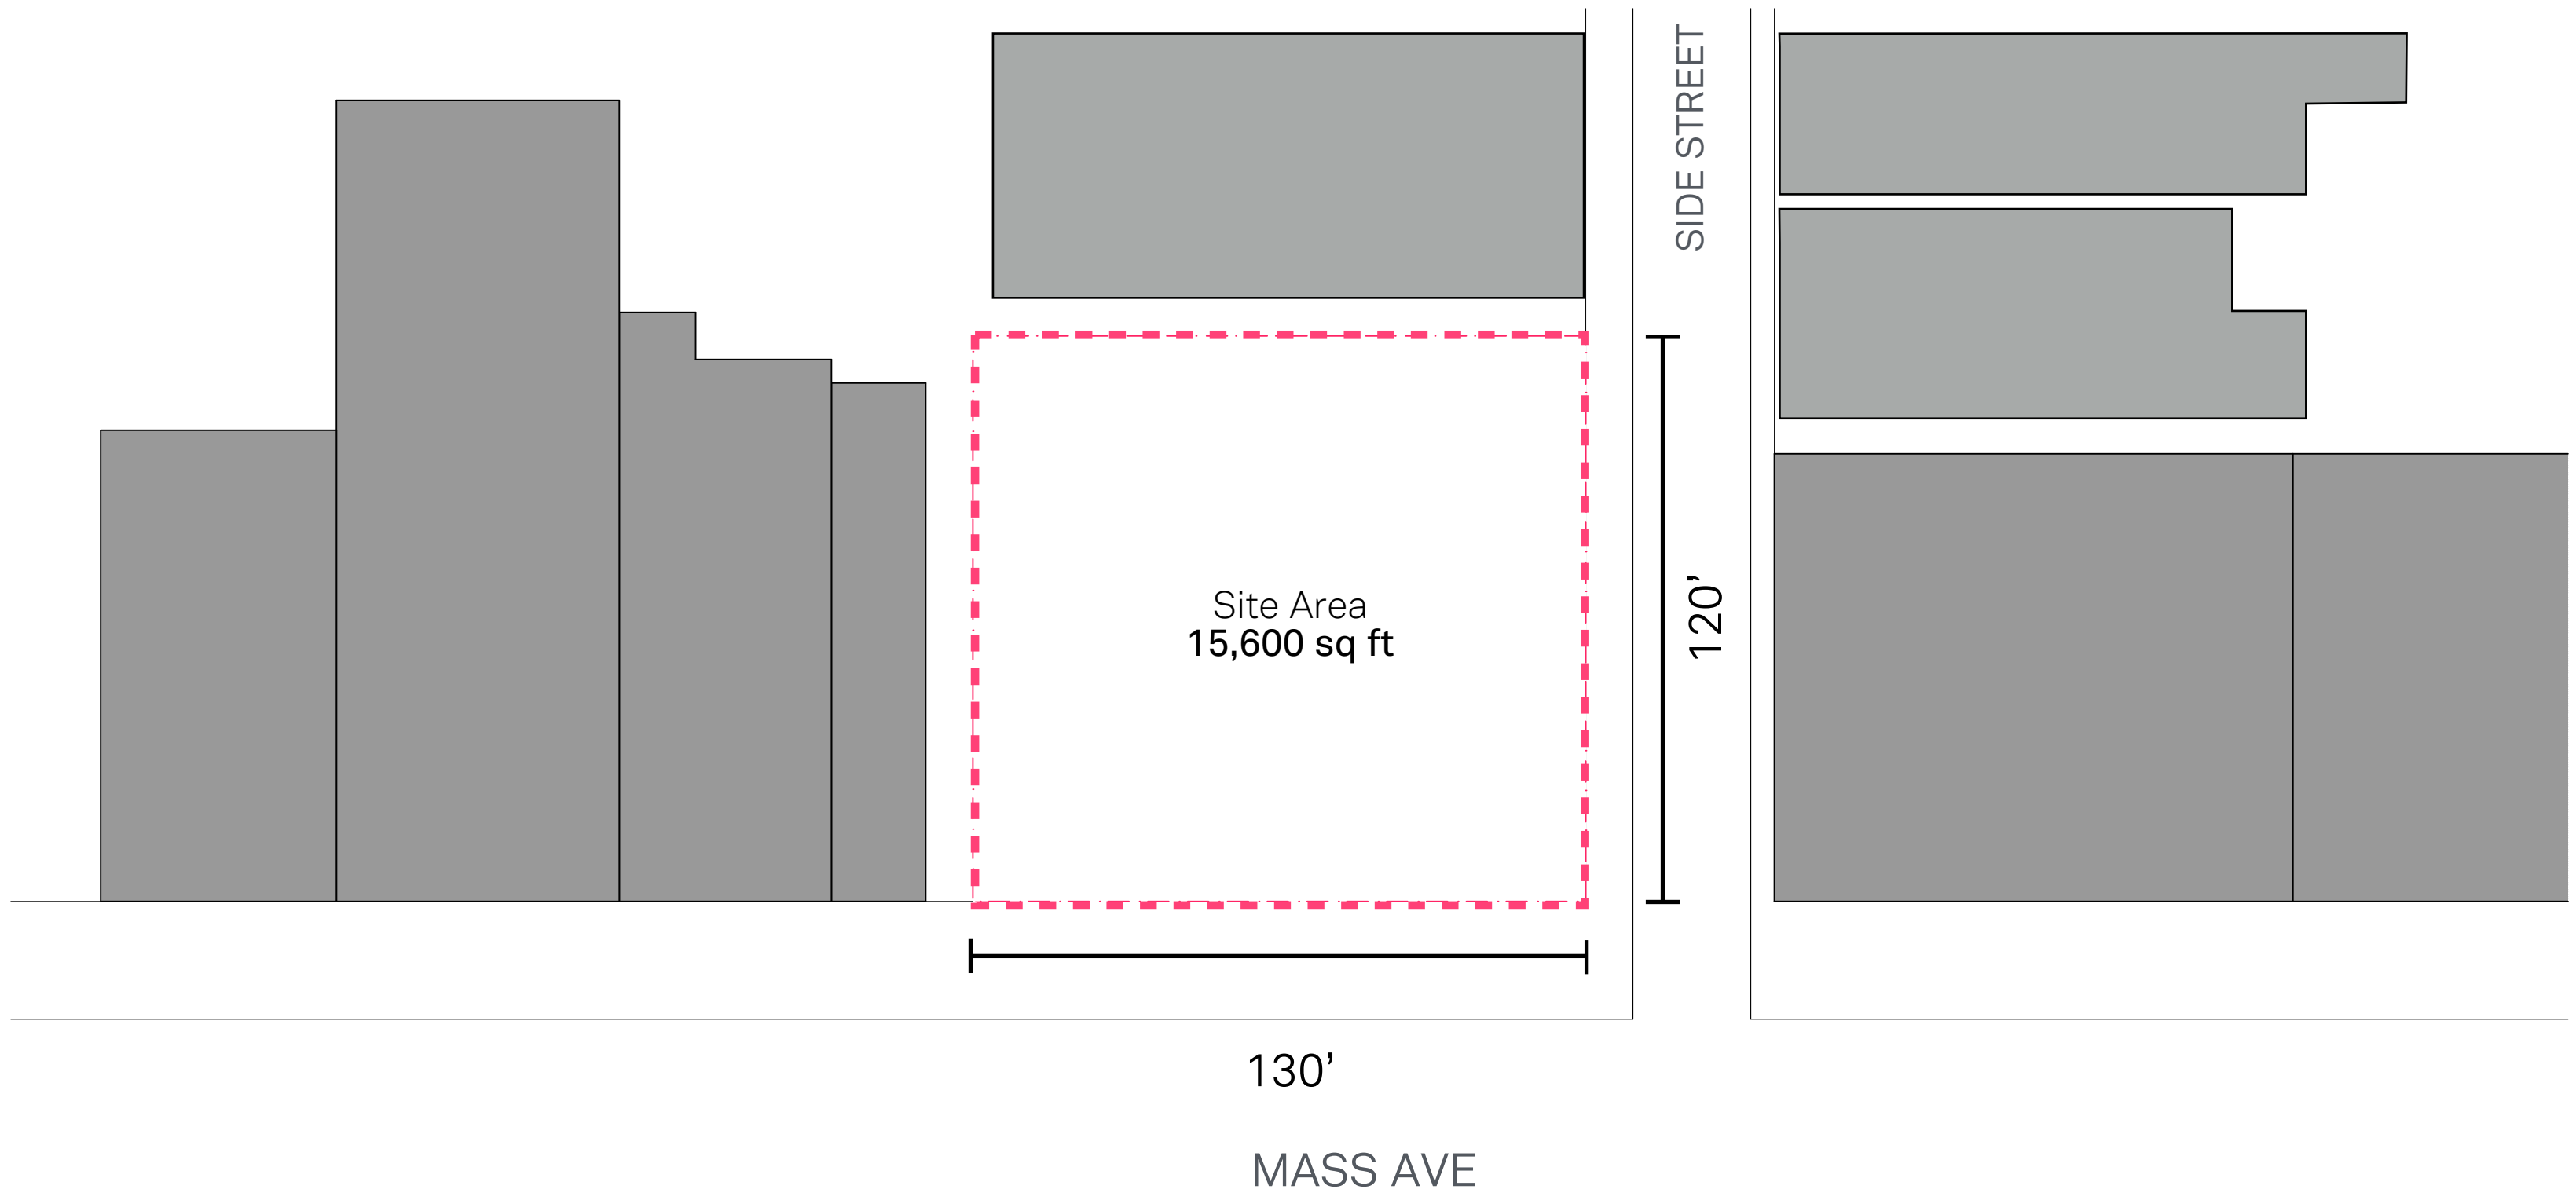 SIDE STREET
Site Area
15,600 sq ft
120’
130’
MASS AVE